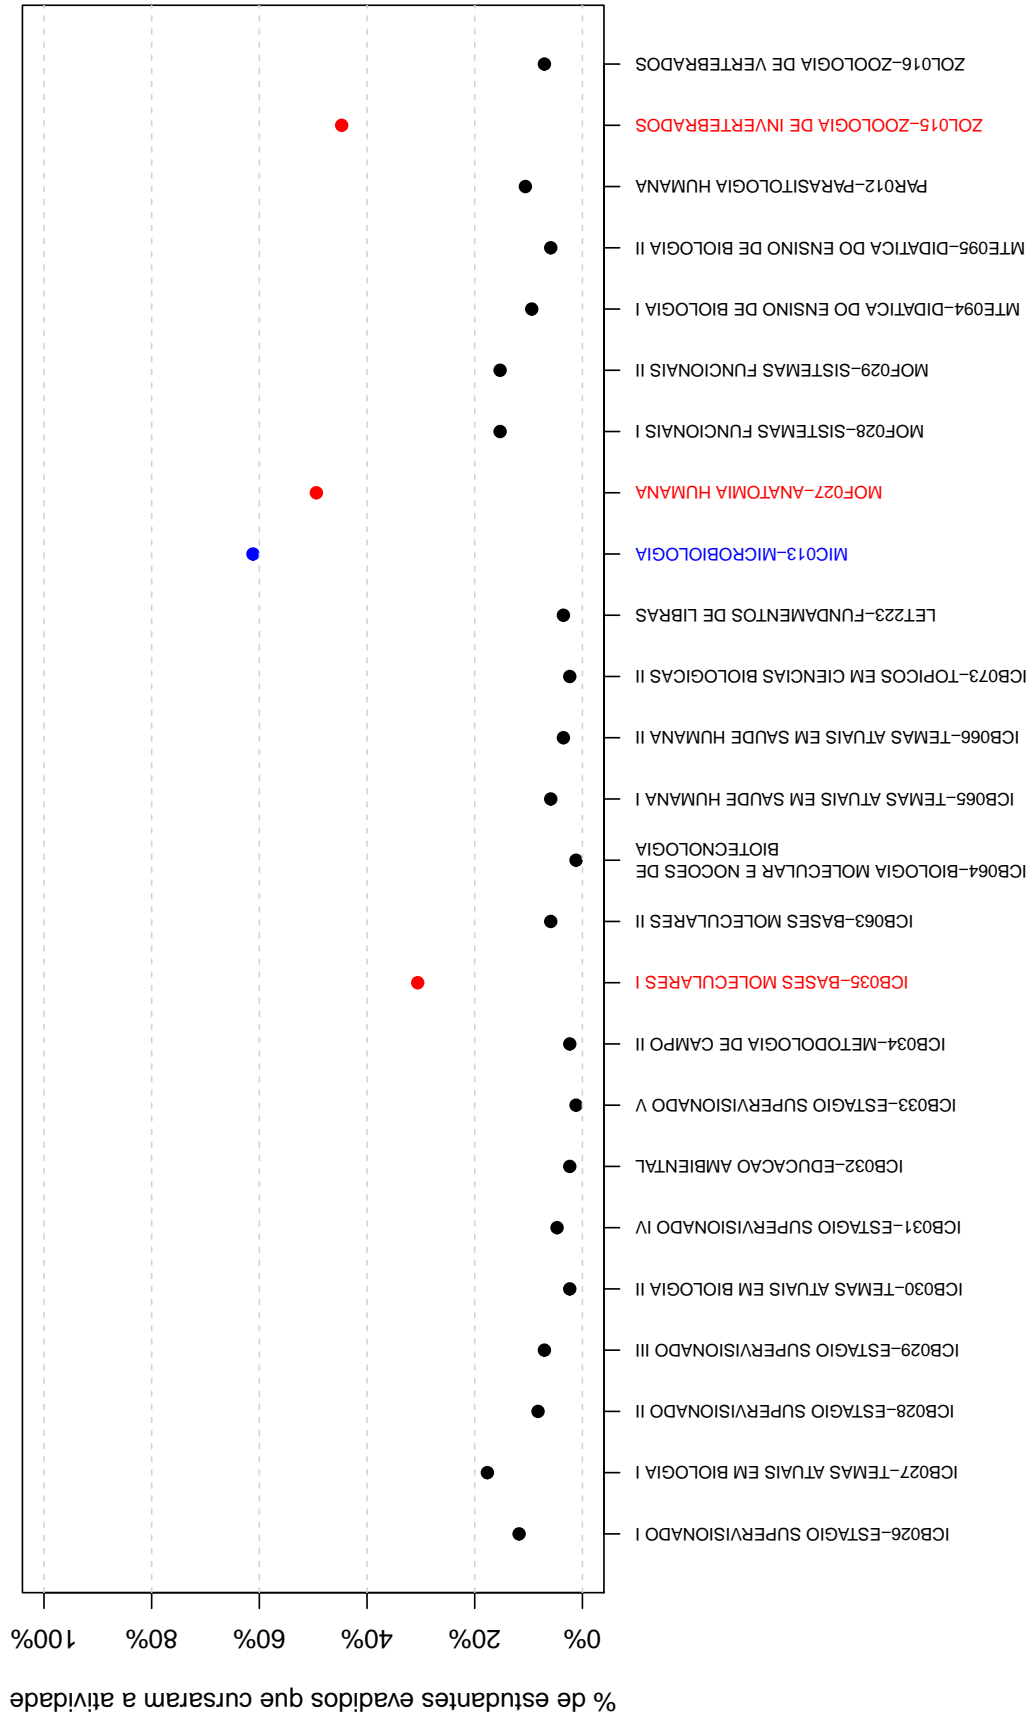 % de estudantes evadidos que cursaram a atividade
0% 20% 40% 60% 80% 100%
ICB026−ESTAGIO SUPERVISIONADO I
ICB027−TEMAS ATUAIS EM BIOLOGIA I
ICB028−ESTAGIO SUPERVISIONADO II
ICB029−ESTAGIO SUPERVISIONADO III
ICB030−TEMAS ATUAIS EM BIOLOGIA II
ICB031−ESTAGIO SUPERVISIONADO IV
ICB032−EDUCACAO AMBIENTAL
ICB033−ESTAGIO SUPERVISIONADO V
ICB034−METODOLOGIA DE CAMPO II
ICB035−BASES MOLECULARES I
ICB063−BASES MOLECULARES II
ICB064−BIOLOGIA MOLECULAR E NOCOES DE
BIOTECNOLOGIA
ICB065−TEMAS ATUAIS EM SAUDE HUMANA I
ICB066−TEMAS ATUAIS EM SAUDE HUMANA II
ICB073−TOPICOS EM CIENCIAS BIOLOGICAS II
LET223−FUNDAMENTOS DE LIBRAS
MIC013−MICROBIOLOGIA
MOF027−ANATOMIA HUMANA
MOF028−SISTEMAS FUNCIONAIS I
MOF029−SISTEMAS FUNCIONAIS II
MTE094−DIDATICA DO ENSINO DE BIOLOGIA I
MTE095−DIDATICA DO ENSINO DE BIOLOGIA II
PAR012−PARASITOLOGIA HUMANA
ZOL015−ZOOLOGIA DE INVERTEBRADOS
ZOL016−ZOOLOGIA DE VERTEBRADOS